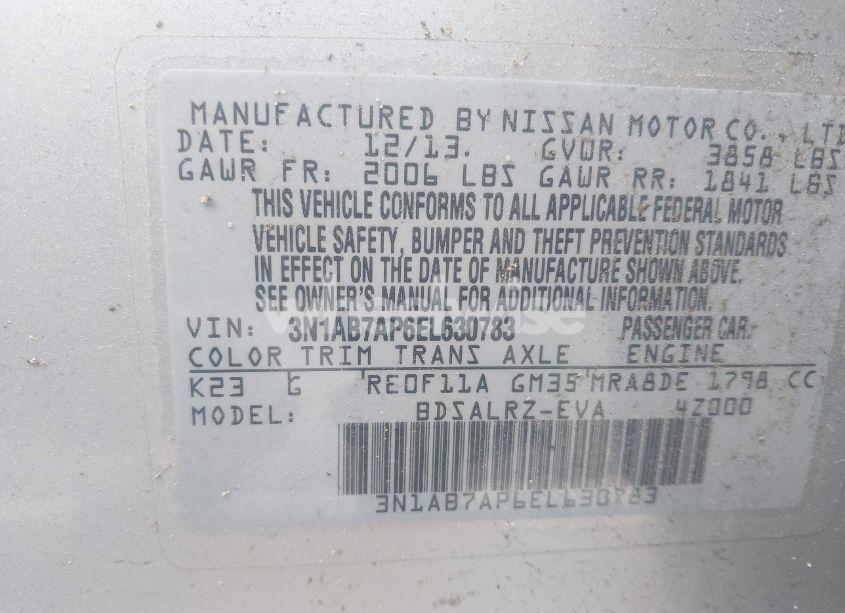 MANUFACTURED BY NISSAN MOTOR CO., LTD
DATE: 12/13. GVWR: 3858 LBS
GAWR FR: 2006 LBS GAWR RR: 1841 LBS
THIS VEHICLE CONFORMS TO ALL APPLICABLE FEDERAL MOTOR
VEHICLE SAFETY, BUMPER AND THEFT PREVENTION STANDARDS
IN EFFECT ON THE DATE OF MANUFACTURE SHOWN ABOVE.
SEE OWNER'S MANUAL FOR ADDITIONAL INFORMATION.
VIN: 3N1AB7AP6EL630783 PASSENGER CAR
COLOR TRIM TRANS AXLE ENGINE
K23 G RE0F11A GM35 MRA8DE 1798 CC
MODEL: BDSALRZ-EVA 4Z000
3N1AB7AP6EL630783